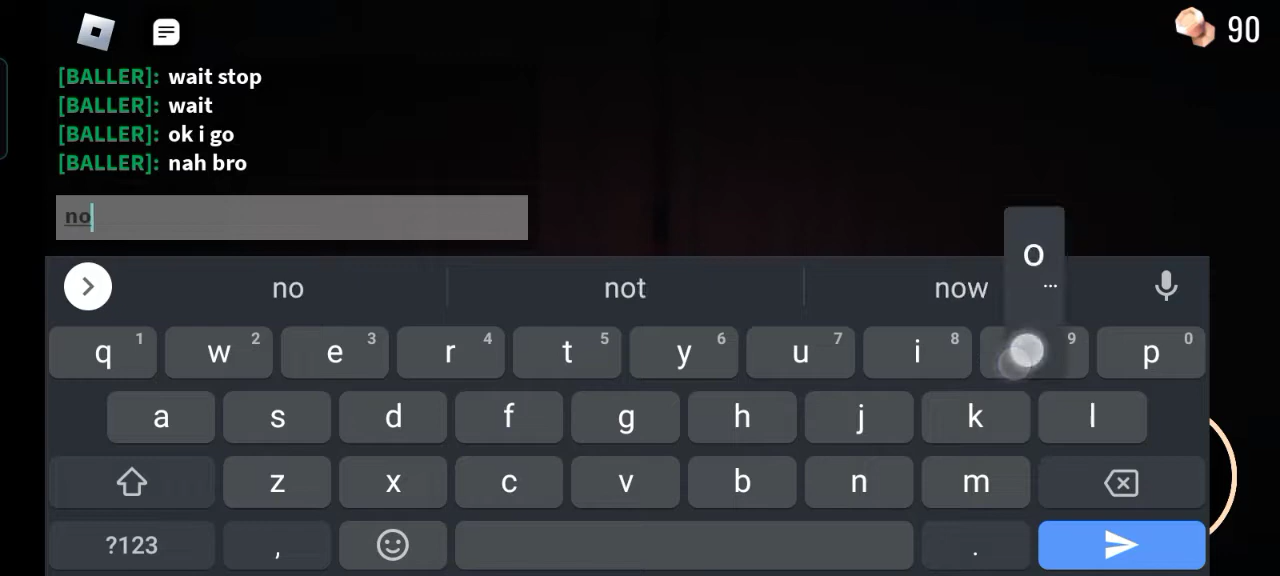 90
[BALLER]: wait stop
[BALLER]: wait
[BALLER]: ok i go
[BALLER]: nah bro
no
o
...
no not now
q 1 w 2 e 3 r 4 t 5 y 6 u 7 i 8 9 p 0
a s d f g h j k l
z x c v b n m
?123 , .